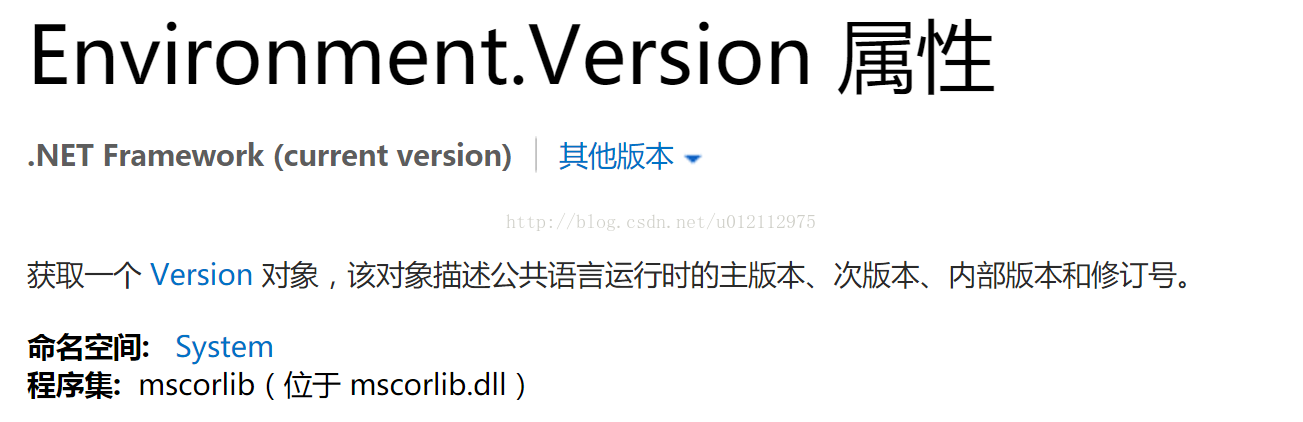 Environment.Version 属性
.NET Framework (current version) 其他版本
http://blog.csdn.net/u012112975
获取一个 Version 对象，该对象描述公共语言运行时的主版本、次版本、内部版本和修订号。
命名空间: System
程序集: mscorlib（位于 mscorlib.dll）